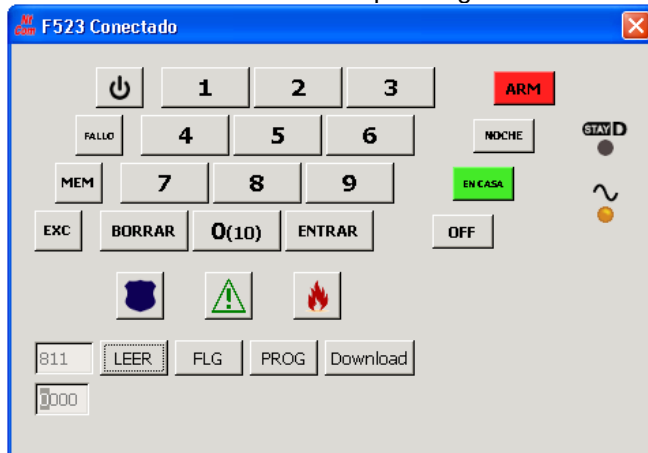 F523 Conectado
1 2 3 ARM
FALLO 4 5 6 NOCHE STAY D
MEM 7 8 9 EN CASA
EXC BORRAR 0(10) ENTRAR OFF
811 LEER FLG PROG Download
0000